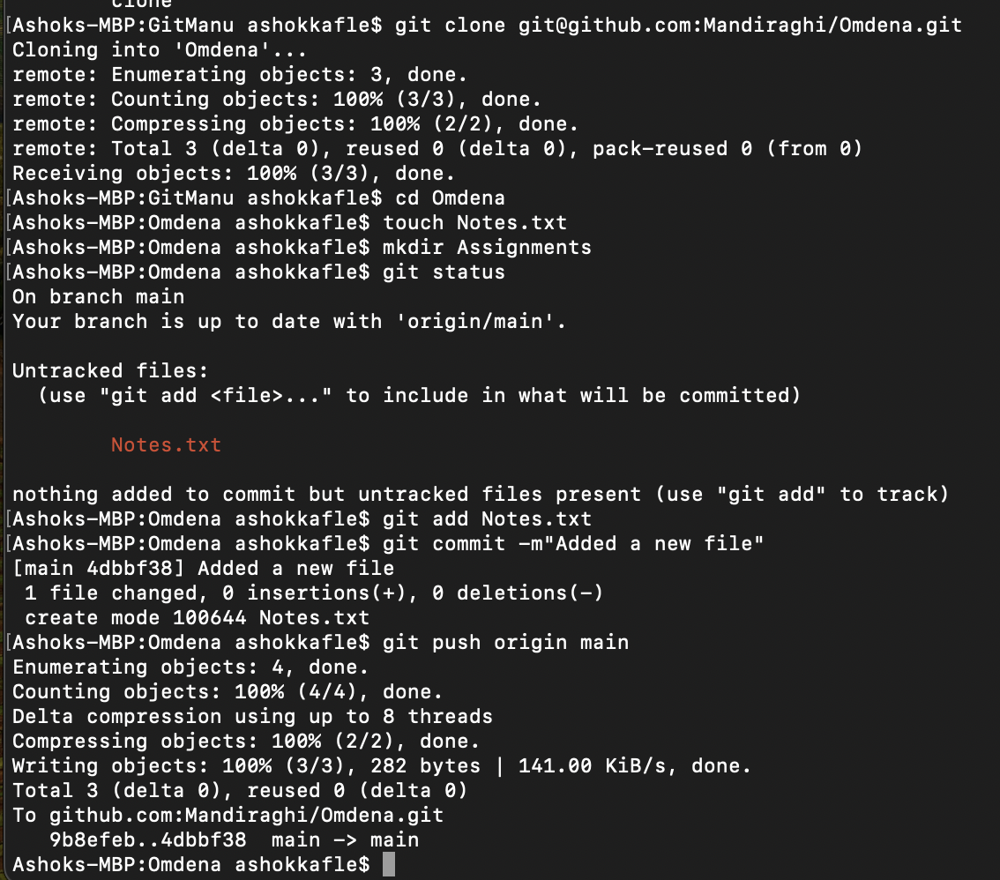 clone
[Ashoks-MBP:GitManu ashokkafle$ git clone git@github.com:Mandiraghi/Omdena.git
Cloning into 'Omdena'...
remote: Enumerating objects: 3, done.
remote: Counting objects: 100% (3/3), done.
remote: Compressing objects: 100% (2/2), done.
remote: Total 3 (delta 0), reused 0 (delta 0), pack-reused 0 (from 0)
Receiving objects: 100% (3/3), done.
[Ashoks-MBP:GitManu ashokkafle$ cd Omdena
[Ashoks-MBP:Omdena ashokkafle$ touch Notes.txt
[Ashoks-MBP:Omdena ashokkafle$ mkdir Assignments
[Ashoks-MBP:Omdena ashokkafle$ git status
On branch main
Your branch is up to date with 'origin/main'.
Untracked files:
(use "git add <file>..." to include in what will be committed)
Notes.txt
nothing added to commit but untracked files present (use "git add" to track)
[Ashoks-MBP:Omdena ashokkafle$ git add Notes.txt
[Ashoks-MBP:Omdena ashokkafle$ git commit -m"Added a new file"
[main 4dbbf38] Added a new file
1 file changed, 0 insertions(+), 0 deletions(-)
create mode 100644 Notes.txt
[Ashoks-MBP:Omdena ashokkafle$ git push origin main
Enumerating objects: 4, done.
Counting objects: 100% (4/4), done.
Delta compression using up to 8 threads
Compressing objects: 100% (2/2), done.
Writing objects: 100% (3/3), 282 bytes | 141.00 KiB/s, done.
Total 3 (delta 0), reused 0 (delta 0)
To github.com:Mandiraghi/Omdena.git
9b8efeb..4dbbf38  main -> main
Ashoks-MBP:Omdena ashokkafle$